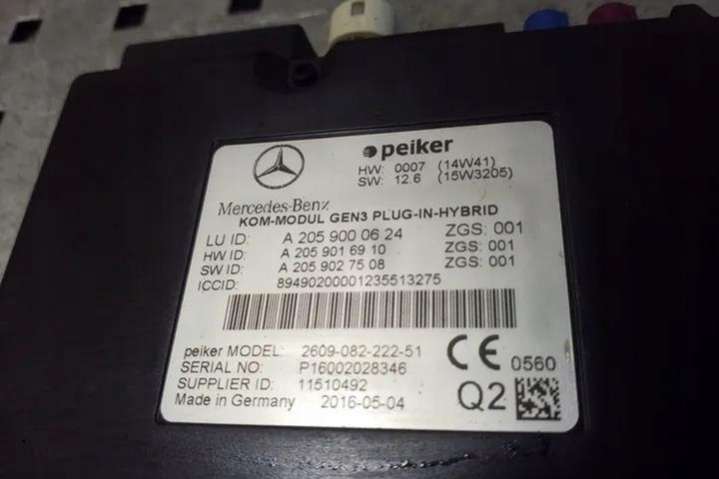 peiker
HW: 0007 (14W41)
SW: 12.6 (15W3205)
Mercedes-Benz
KOM-MODUL GEN3 PLUG-IN-HYBRID
LU ID: A 205 900 06 24 ZGS: 001
HW ID: A 205 901 69 10 ZGS: 001
SW ID: A 205 902 75 08 ZGS: 001
ICCID: 89490200001235513275
peiker MODEL: 2609-082-222-51
SERIAL NO: P16002028346
SUPPLIER ID: 11510492
Made in Germany 2016-05-04
CE 0560
Q2